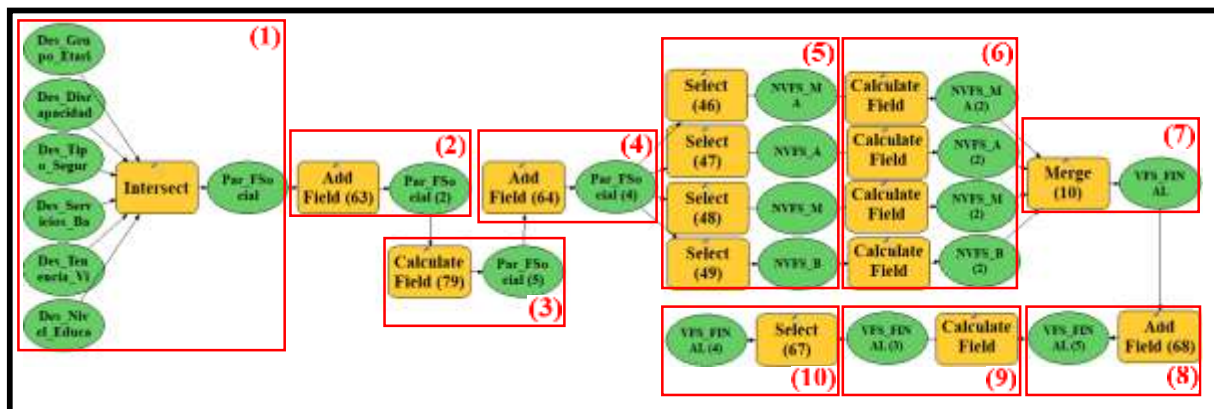 (1)
Des_Gru
po_Etari
Des_Disc
apacidad
Des_Tip
o_Segur
Des_Ser
vicios_Ba
Des_Ten
encia_Vi
Des_Niv
el_Educa
Intersect
Par_FSo
cial
(2)
Add
Field (63)
Par_FSo
cial (2)
(3)
Calculate
Field (79)
Par_FSo
cial (5)
(4)
Add
Field (64)
Par_FSo
cial (4)
(5)
Select
(46)
NVFS_M
A
Select
(47)
NVFS_A
Select
(48)
NVFS_M
Select
(49)
NVFS_B
(6)
Calculate
Field
NVFS_M
A (2)
Calculate
Field
NVFS_A
(2)
Calculate
Field
NVFS_M
(2)
Calculate
Field
NVFS_B
(2)
(7)
Merge
(10)
VFS_FIN
AL
(8)
Add
Field (68)
VFS_FIN
AL (5)
(9)
Calculate
Field
VFS_FIN
AL (3)
(10)
Select
(67)
VFS_FIN
AL (4)